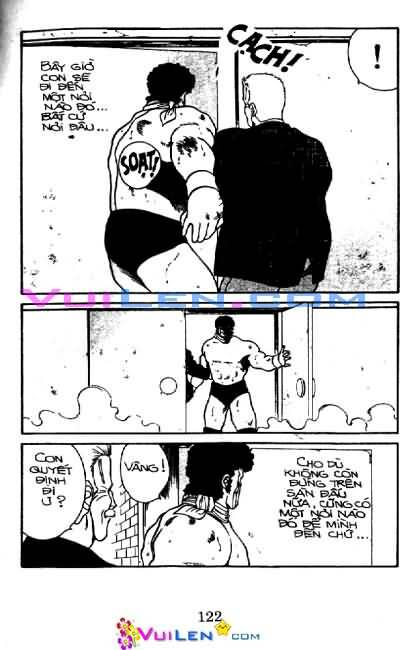 BÂY GIỜ
CON SẼ
ĐI ĐẾN
MỘT NƠI
NÀO ĐÓ...
BẤT CỨ
NƠI ĐÂU...
CẠCH!
!
SOẠT!
VUILEN.COM
CON
QUYẾT
ĐỊNH
ĐI
Ư?
VÂNG!
CHO DÙ
KHÔNG CÒN
ĐỨNG TRÊN
SÀN ĐẤU
NỮA, CŨNG CÓ
MỘT NƠI NÀO
ĐÓ ĐỂ MÌNH
ĐẾN CHỨ...
122
VUILEN.COM